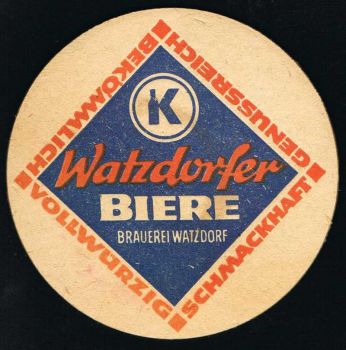 BEKÖMMLICH
GENUSSREICH
K
Watzdorfer
BIERE
BRAUEREI WATZDORF
VOLLWÜRZIG
SCHMACKHAFT